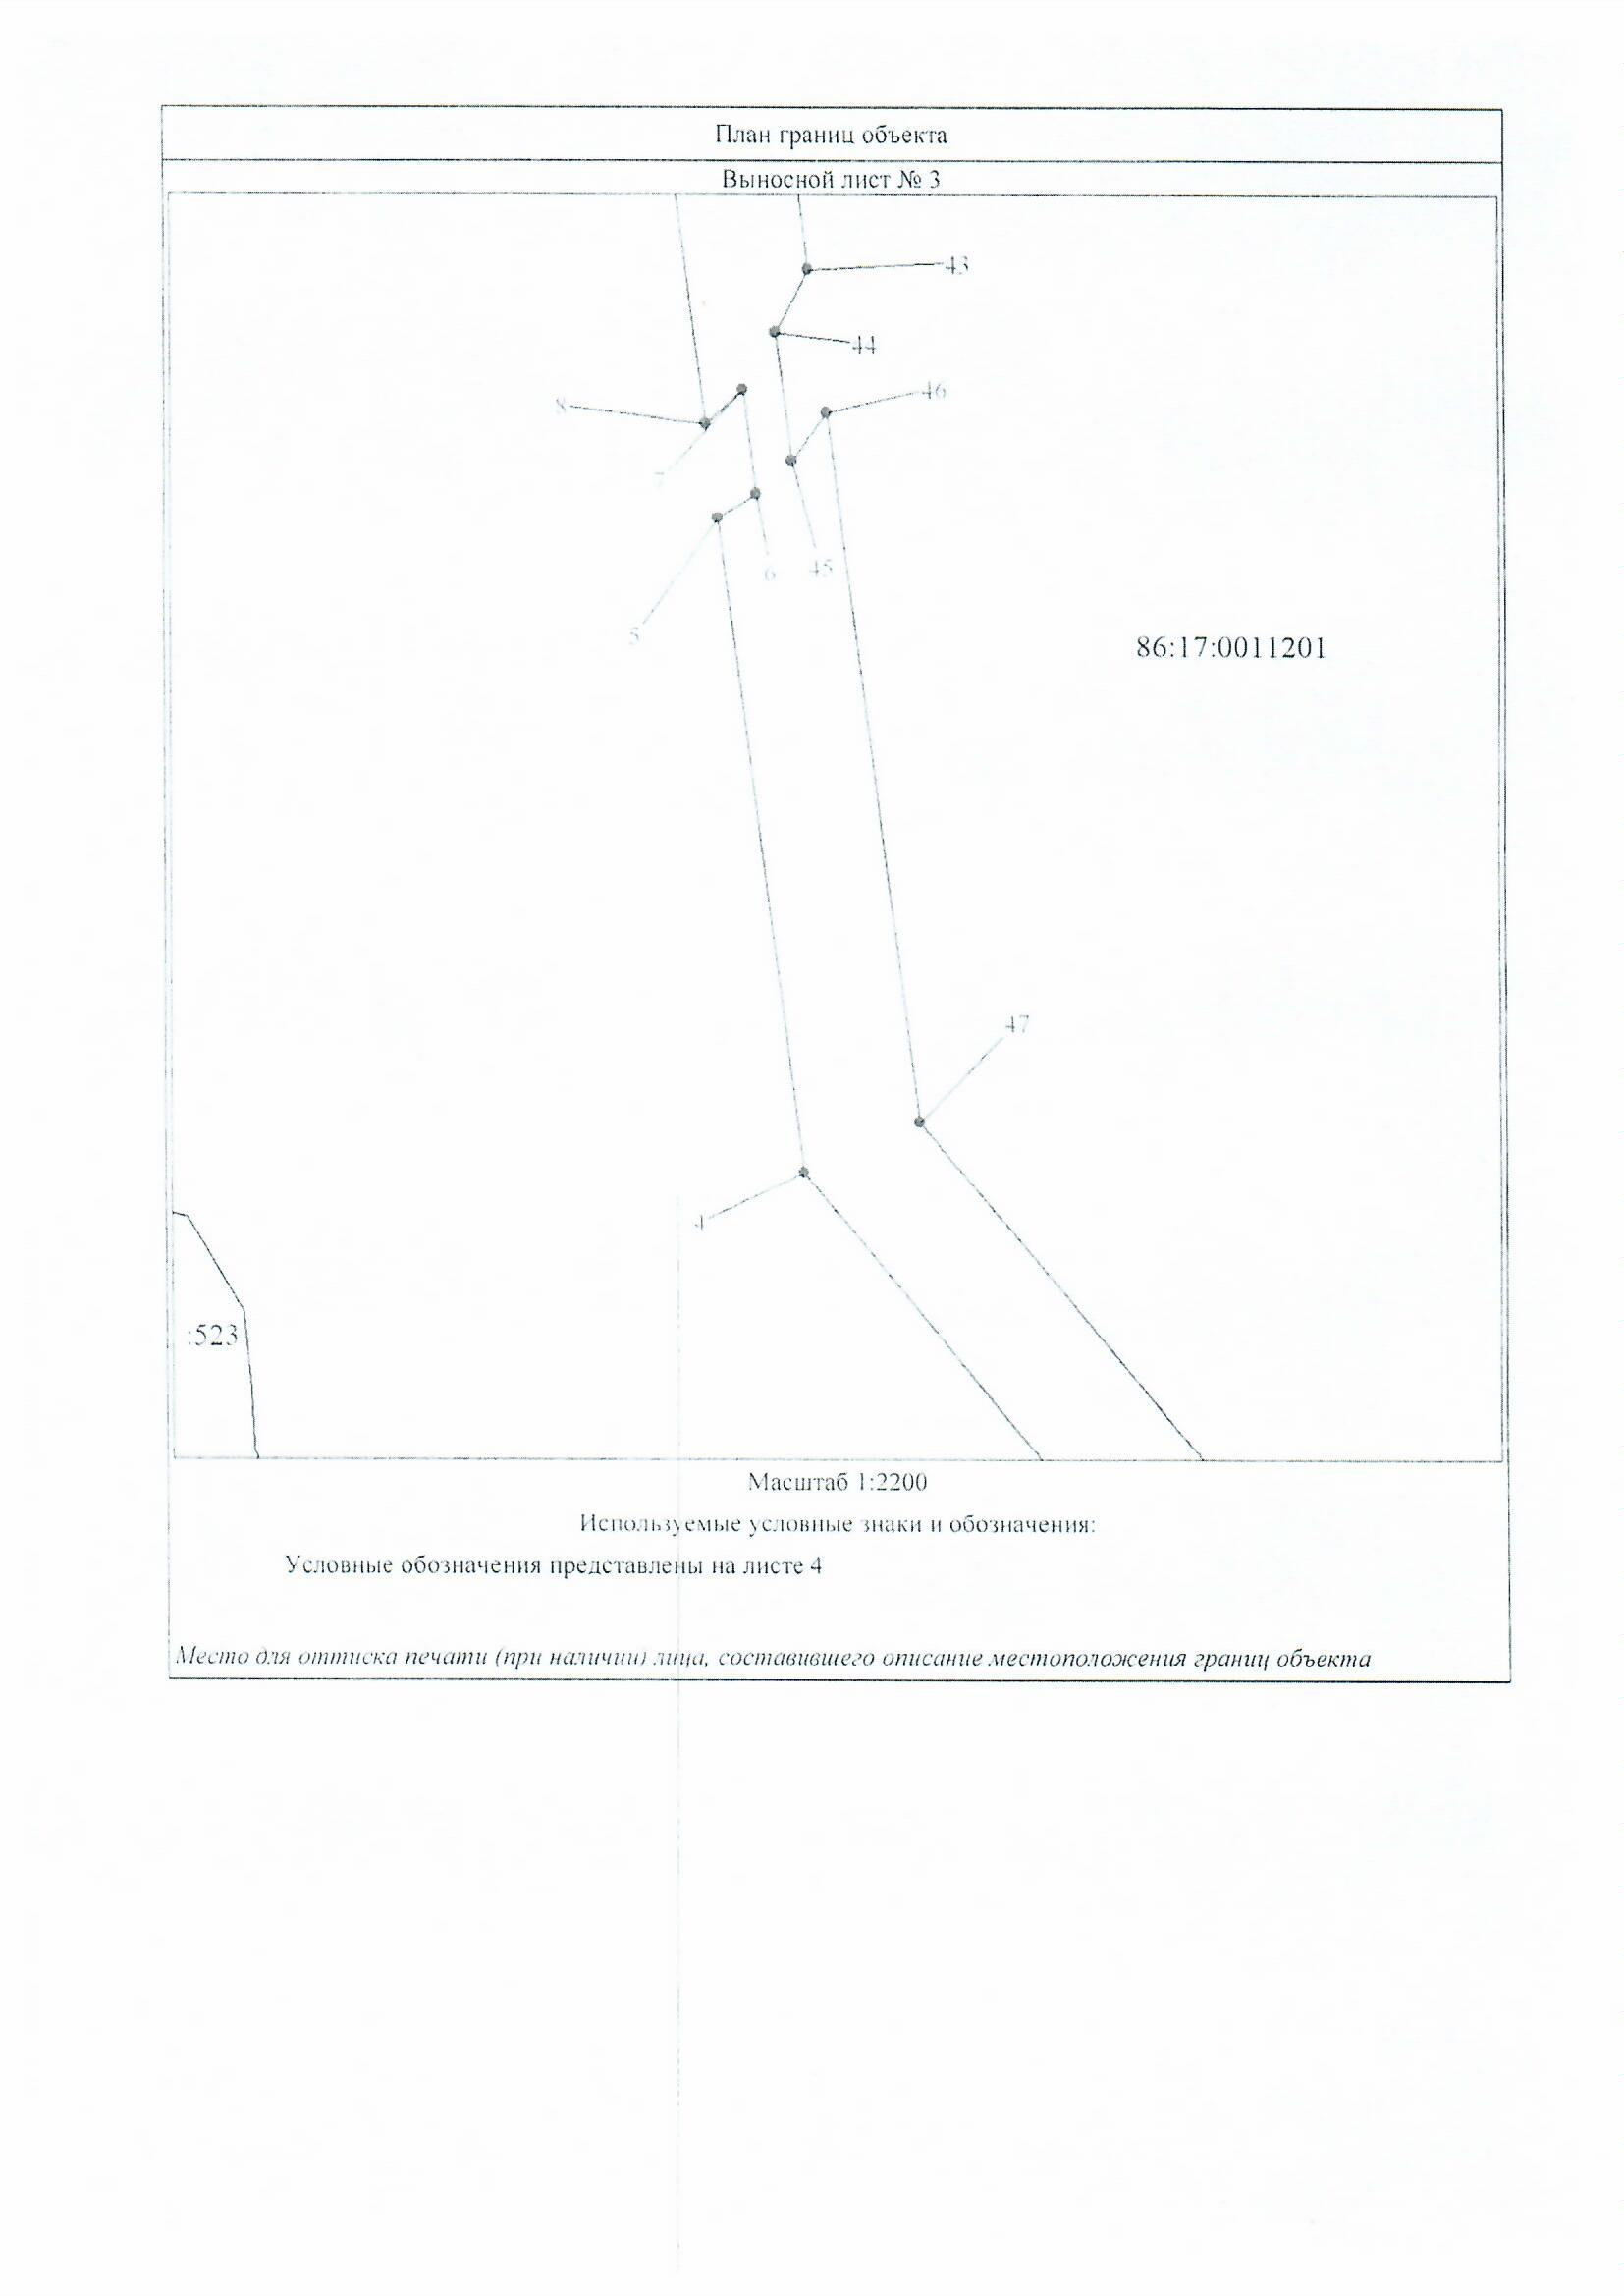 План границ объекта
Выносной лист № 3
43
44
8
46
7
6
45
5
86:17:0011201
47
4
:523
Масштаб 1:2200
Используемые условные знаки и обозначения:
Условные обозначения представлены на листе 4
Место для оттиска печати (при наличии) лица, составившего описание местоположения границ объекта